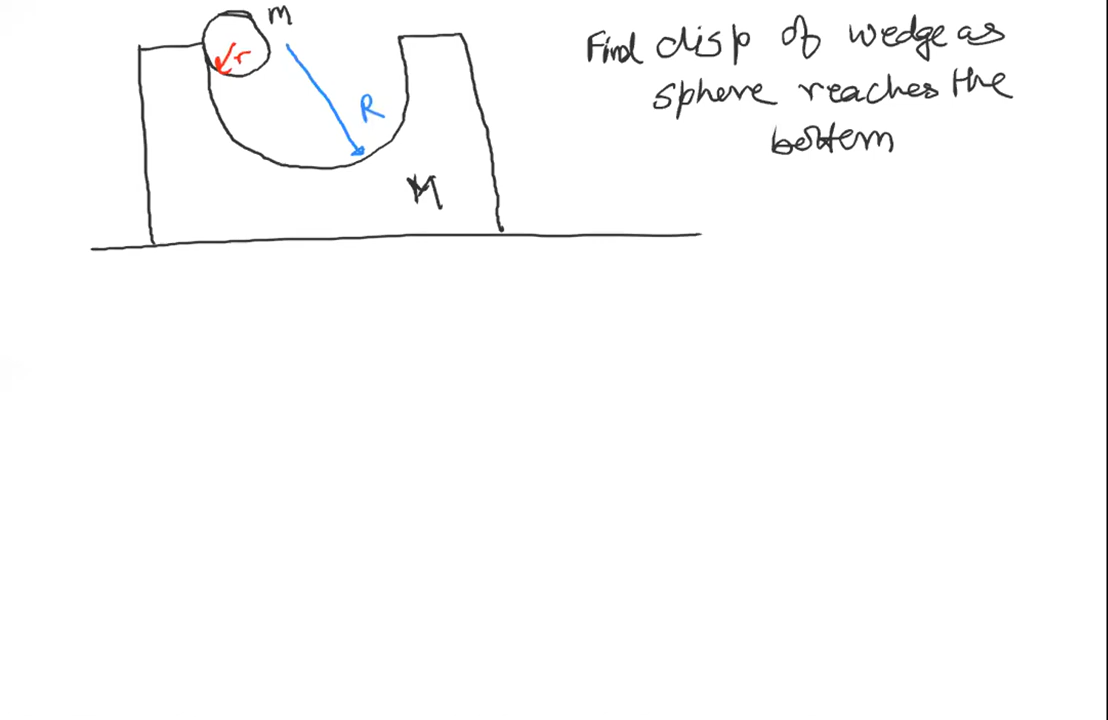 m
r
R
M
Find disp of wedge as
sphere reaches the
bottom